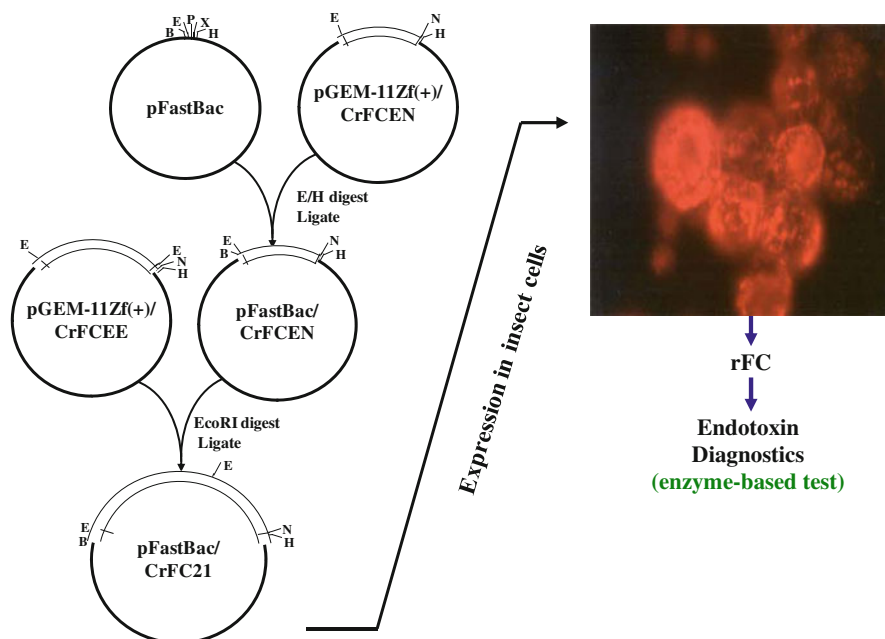 E P X
B H
pFastBac
E N
H
pGEM-11Zf(+)/
CrFCEN
E/H digest
Ligate
E E
N
H
pGEM-11Zf(+)/
CrFCEE
E N
B H
pFastBac/
CrFCEN
EcoRI digest
Ligate
E
E N
B H
pFastBac/
CrFC21
Expression in insect cells
rFC
Endotoxin
Diagnostics
(enzyme-based test)